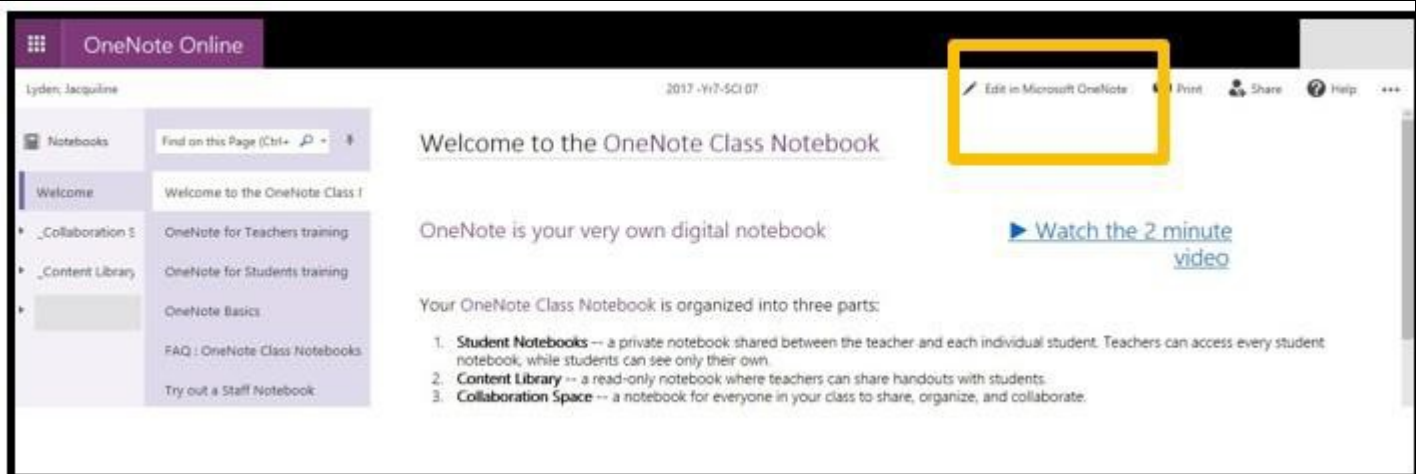 OneNote Online
Lyden, Jacquiline
2017 -Yr7-SCI 07
Edit in Microsoft OneNote
Print
Share
Help
•••
Notebooks
Find on this Page (Ctrl+
Welcome to the OneNote Class Notebook
Welcome
Welcome to the OneNote Class
_Collaboration S
OneNote for Teachers training
OneNote is your very own digital notebook
▶ Watch the 2 minute
video
_Content Library
OneNote for Students training
OneNote Basics
Your OneNote Class Notebook is organized into three parts:
FAQ : OneNote Class Notebooks
1. Student Notebooks -- a private notebook shared between the teacher and each individual student. Teachers can access every student
notebook, while students can see only their own.
Try out a Staff Notebook
2. Content Library -- a read-only notebook where teachers can share handouts with students.
3. Collaboration Space -- a notebook for everyone in your class to share, organize, and collaborate.